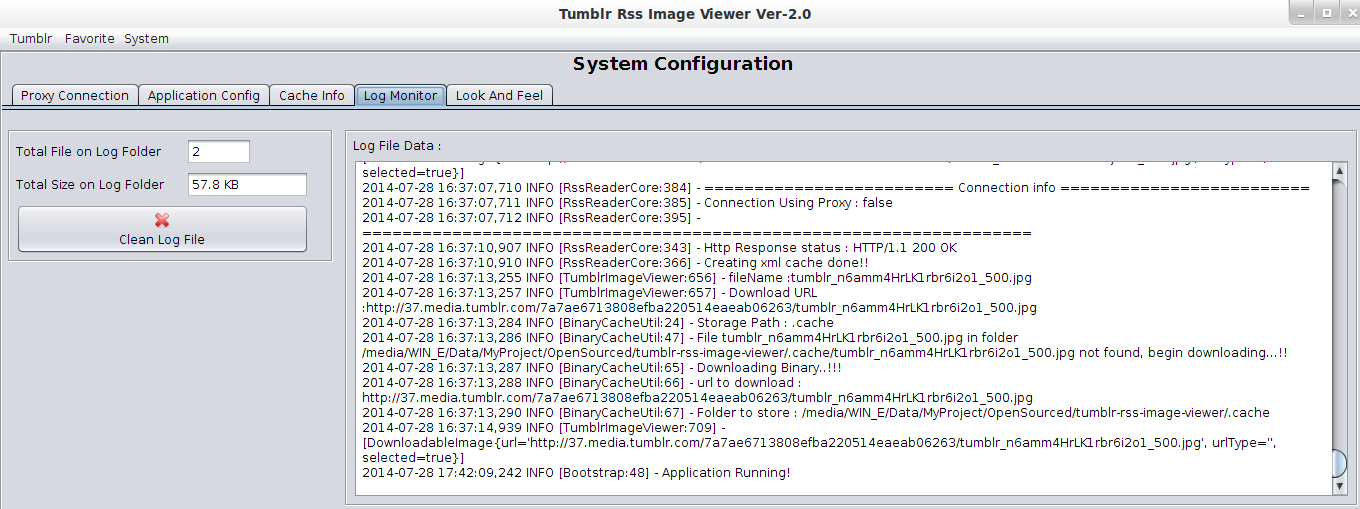 Tumblr Rss Image Viewer Ver-2.0
Tumblr Favorite System
System Configuration
Proxy Connection Application Config Cache Info Log Monitor Look And Feel
Total File on Log Folder 2
Total Size on Log Folder 57.8 KB
Clean Log File
Log File Data :
selected=true}]
2014-07-28 16:37:07,710 INFO [RssReaderCore:384] - ========================== Connection info ==========================
2014-07-28 16:37:07,711 INFO [RssReaderCore:385] - Connection Using Proxy : false
2014-07-28 16:37:07,712 INFO [RssReaderCore:395] -
======================================================================
2014-07-28 16:37:10,907 INFO [RssReaderCore:343] - Http Response status : HTTP/1.1 200 OK
2014-07-28 16:37:10,910 INFO [RssReaderCore:366] - Creating xml cache done!!
2014-07-28 16:37:13,255 INFO [TumblrImageViewer:656] - fileName :tumblr_n6amm4HrLK1rbr6i2o1_500.jpg
2014-07-28 16:37:13,257 INFO [TumblrImageViewer:657] - Download URL
:http://37.media.tumblr.com/7a7ae6713808efba220514eaeab06263/tumblr_n6amm4HrLK1rbr6i2o1_500.jpg
2014-07-28 16:37:13,284 INFO [BinaryCacheUtil:24] - Storage Path : .cache
2014-07-28 16:37:13,286 INFO [BinaryCacheUtil:47] - File tumblr_n6amm4HrLK1rbr6i2o1_500.jpg in folder
/media/WIN_E/Data/MyProject/OpenSourced/tumblr-rss-image-viewer/.cache/tumblr_n6amm4HrLK1rbr6i2o1_500.jpg not found, begin downloading...!!
2014-07-28 16:37:13,287 INFO [BinaryCacheUtil:65] - Downloading Binary..!!!
2014-07-28 16:37:13,288 INFO [BinaryCacheUtil:66] - url to download :
http://37.media.tumblr.com/7a7ae6713808efba220514eaeab06263/tumblr_n6amm4HrLK1rbr6i2o1_500.jpg
2014-07-28 16:37:13,290 INFO [BinaryCacheUtil:67] - Folder to store : /media/WIN_E/Data/MyProject/OpenSourced/tumblr-rss-image-viewer/.cache
2014-07-28 16:37:14,939 INFO [TumblrImageViewer:709] -
[DownloadableImage{url='http://37.media.tumblr.com/7a7ae6713808efba220514eaeab06263/tumblr_n6amm4HrLK1rbr6i2o1_500.jpg', urlType='',
selected=true}]
2014-07-28 17:42:09,242 INFO [Bootstrap:48] - Application Running!